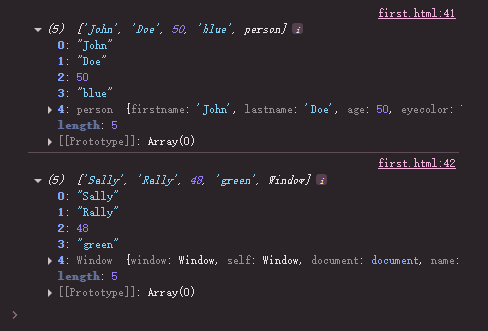 first.html:41
(5) ['John', 'Doe', 50, 'blue', person] i
0: "John"
1: "Doe"
2: 50
3: "blue"
4: person {firstname: 'John', lastname: 'Doe', age: 50, eyecolor: '
length: 5
[[Prototype]]: Array(0)
first.html:42
(5) ['Sally', 'Rally', 48, 'green', Window] i
0: "Sally"
1: "Rally"
2: 48
3: "green"
4: Window {window: Window, self: Window, document: document, name:
length: 5
[[Prototype]]: Array(0)